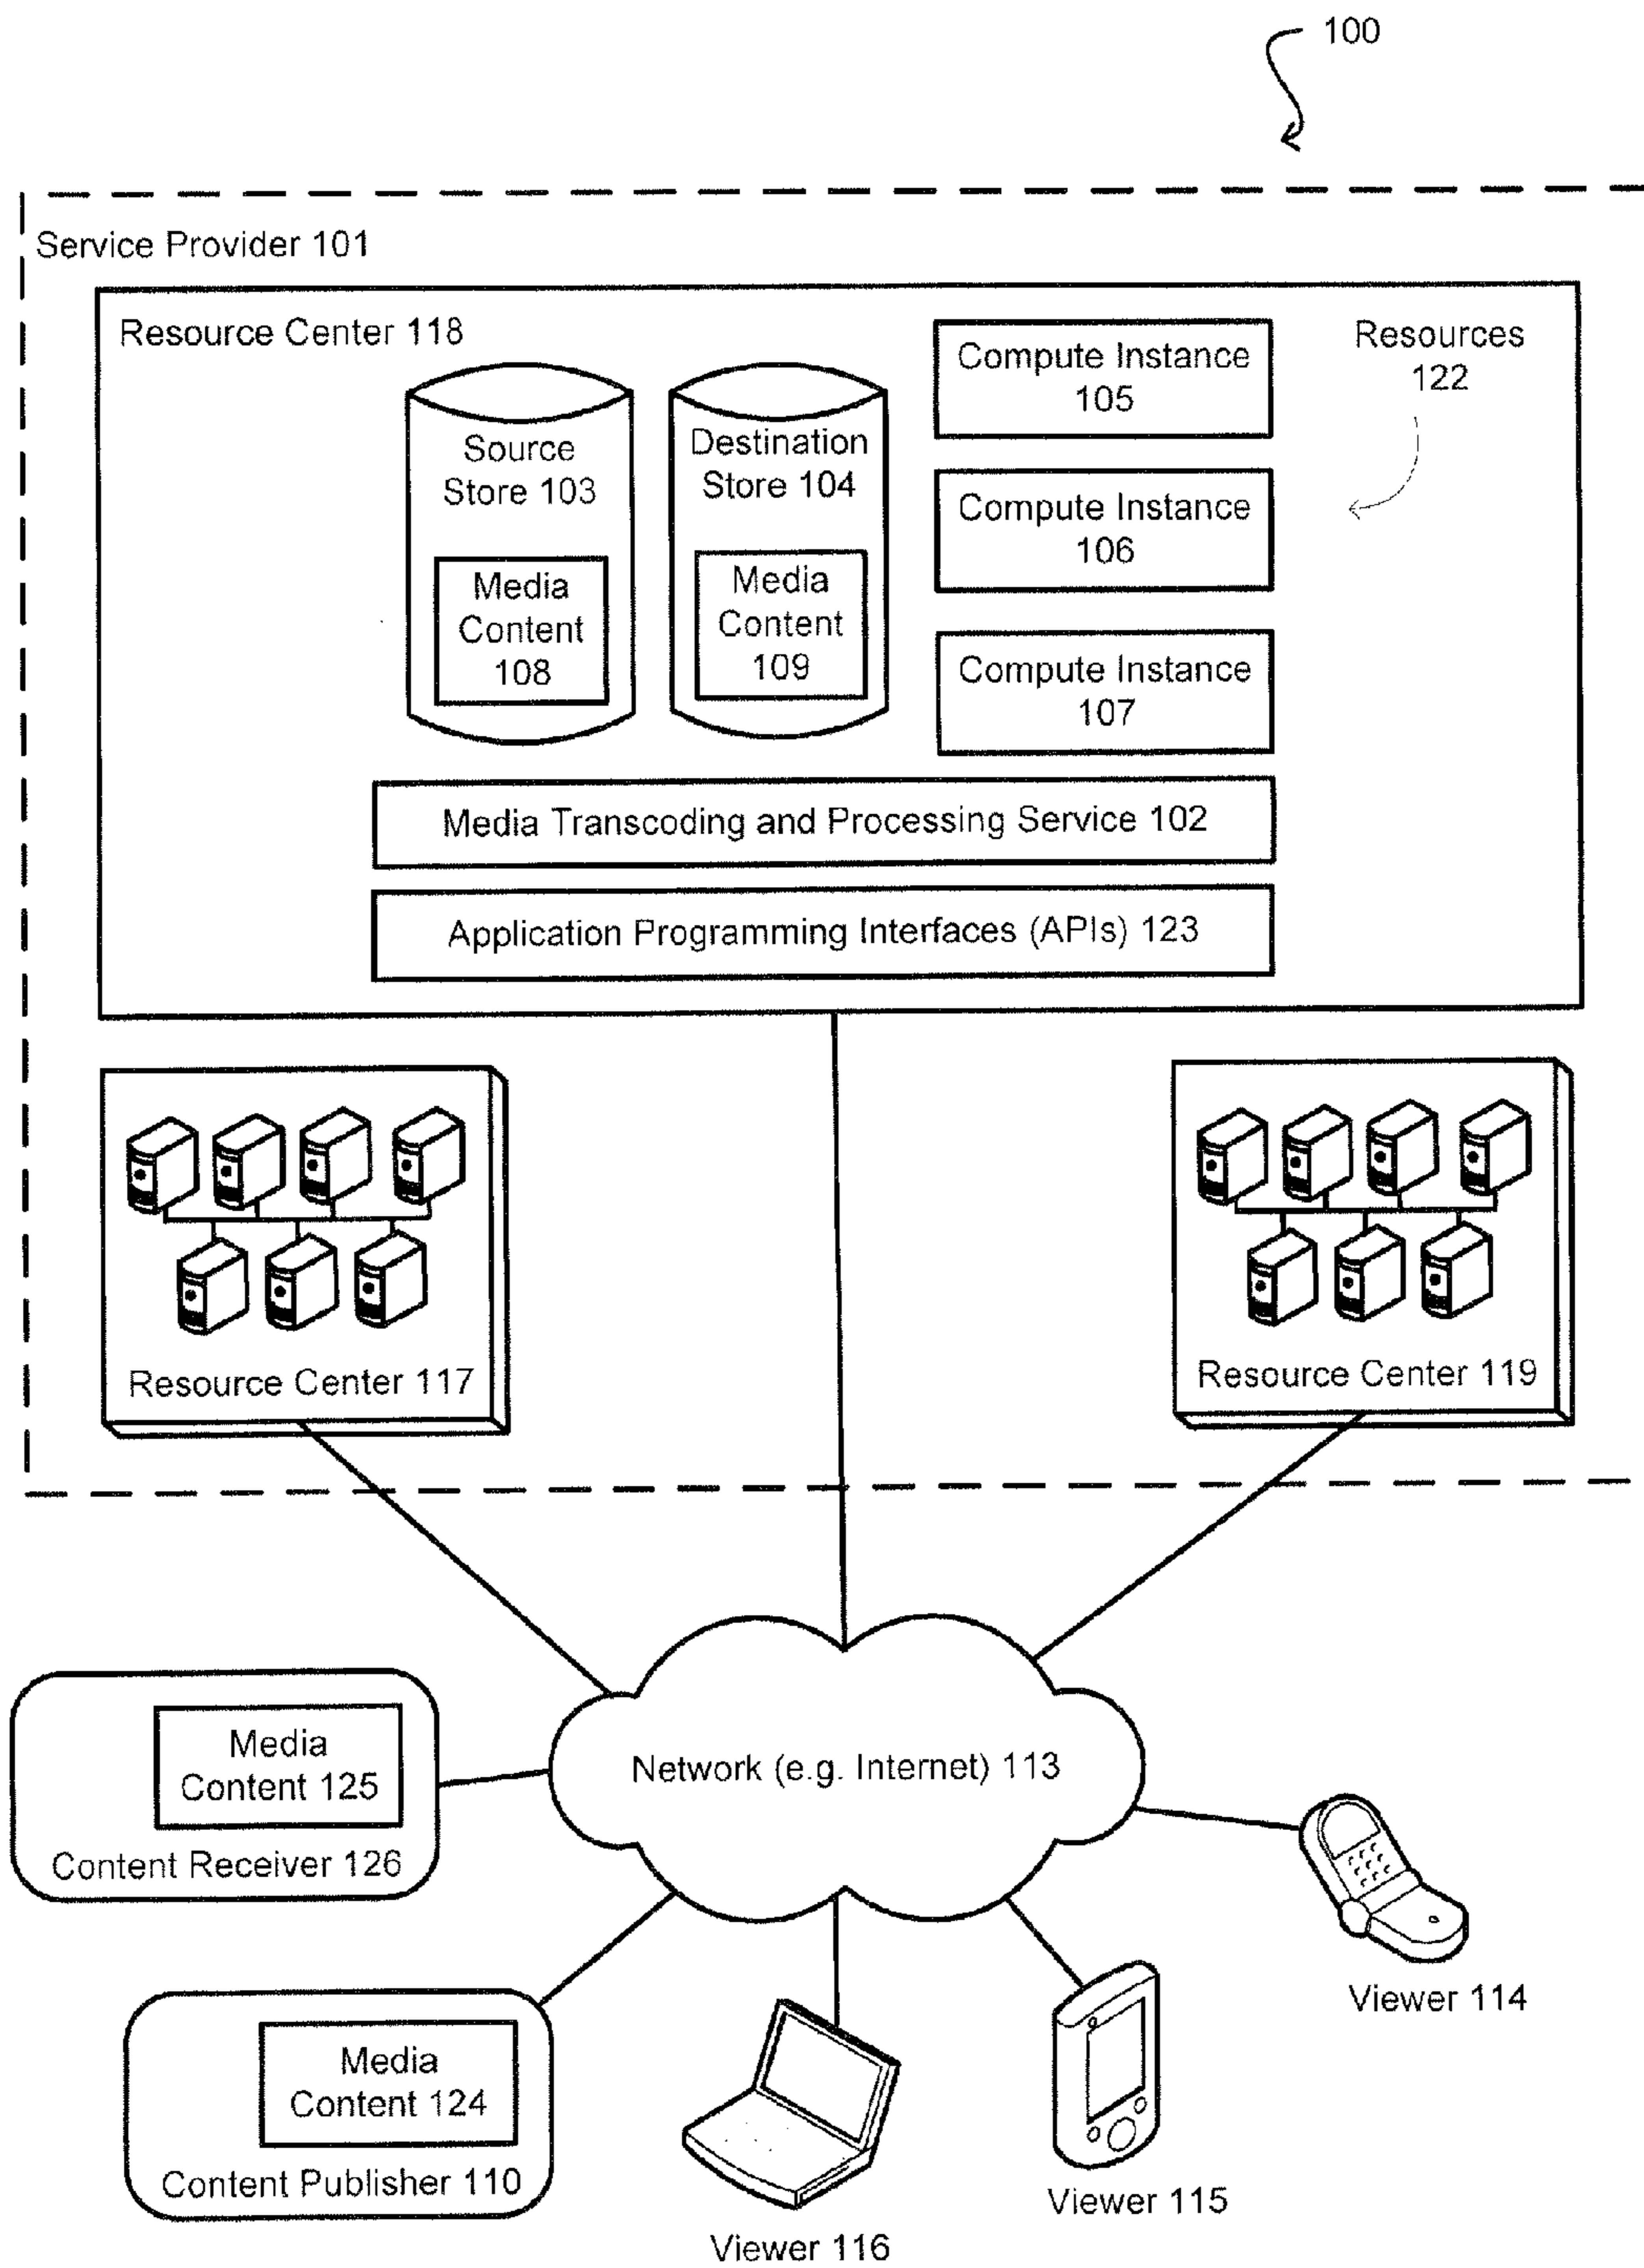 100
Service Provider 101
Resource Center 118
Source
Store 103
Media
Content
108
Destination
Store 104
Media
Content
109
Compute Instance
105
Compute Instance
106
Compute Instance
107
Resources
122
Media Transcoding and Processing Service 102
Application Programming Interfaces (APIs) 123
Resource Center 117
Resource Center 119
Network (e.g. Internet) 113
Media
Content 125
Content Receiver 126
Media
Content 124
Content Publisher 110
Viewer 116
Viewer 115
Viewer 114